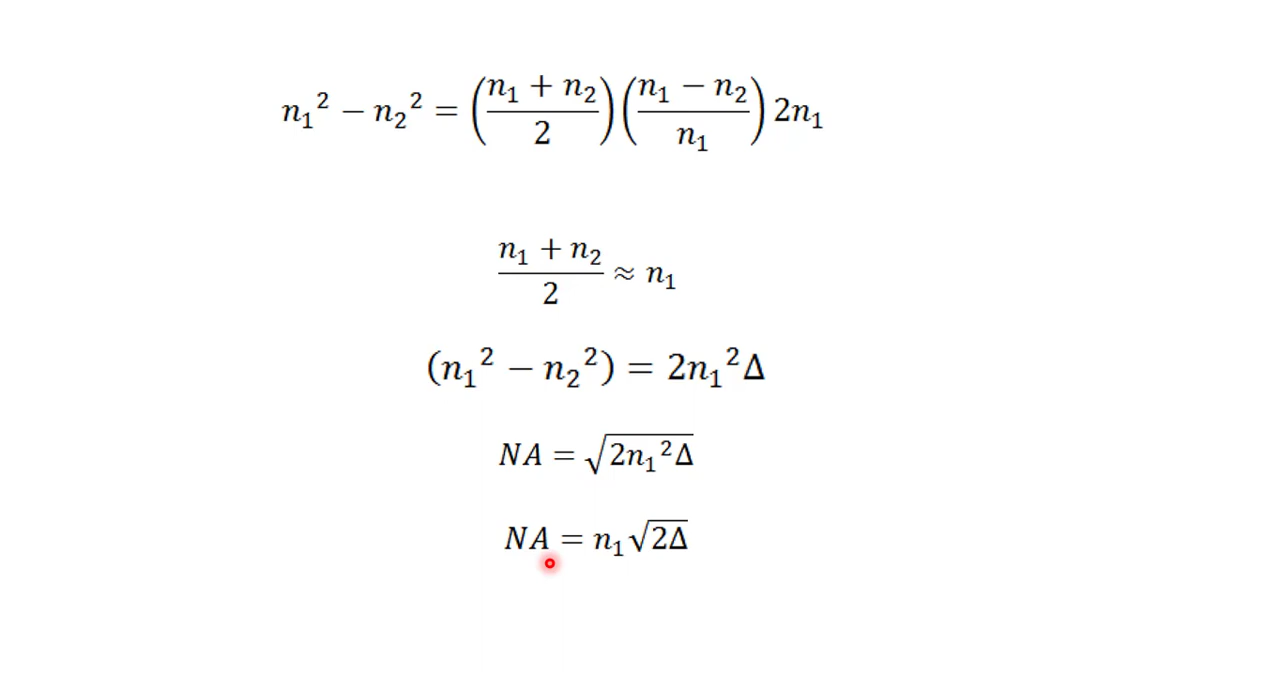 n₁² − n₂² = ((n₁ + n₂)/2)((n₁ − n₂)/n₁) 2n₁
(n₁ + n₂)/2 ≈ n₁
(n₁² − n₂²) = 2n₁²Δ
NA = √(2n₁²Δ)
NA = n₁√(2Δ)